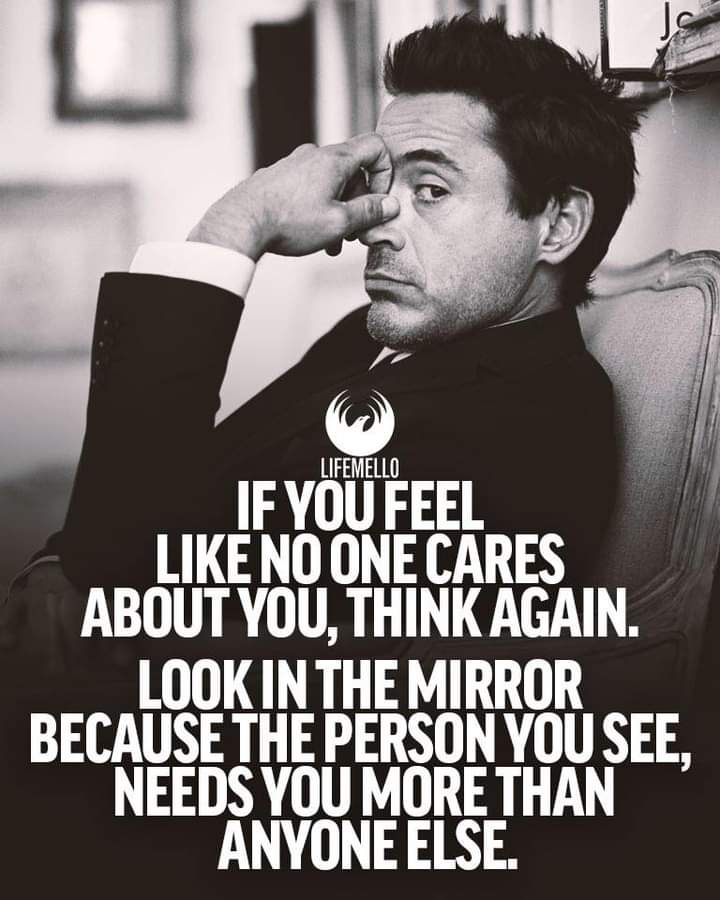 Jo
LIFEMELLO
IF YOU FEEL
LIKE NO ONE CARES
ABOUT YOU, THINK AGAIN.
LOOK IN THE MIRROR
BECAUSE THE PERSON YOU SEE,
NEEDS YOU MORE THAN
ANYONE ELSE.